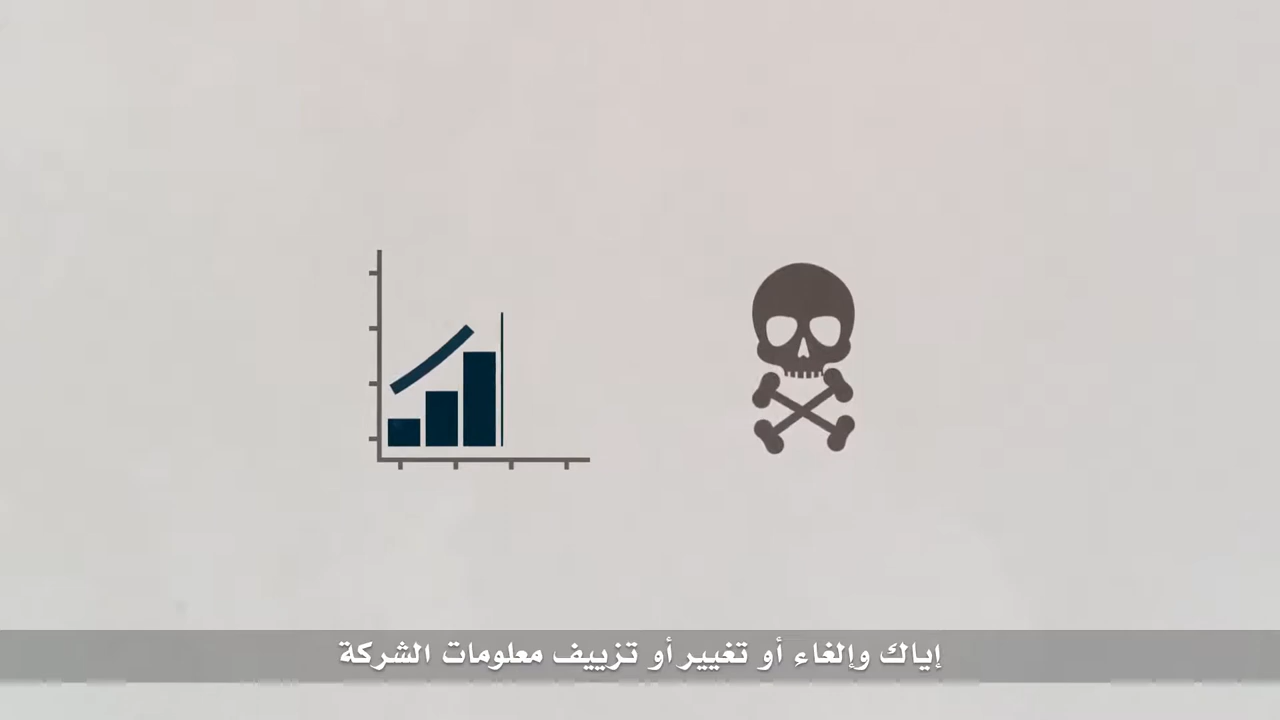 إياك وإلغاء أو تغيير أو تزييف معلومات الشركة